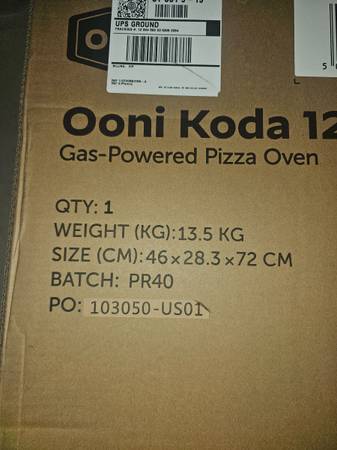 UPS GROUND
Ooni Koda 12
Gas-Powered Pizza Oven
QTY: 1
WEIGHT (KG): 13.5 KG
SIZE (CM): 46×28.3×72 CM
BATCH: PR40
PO: 103050-US01